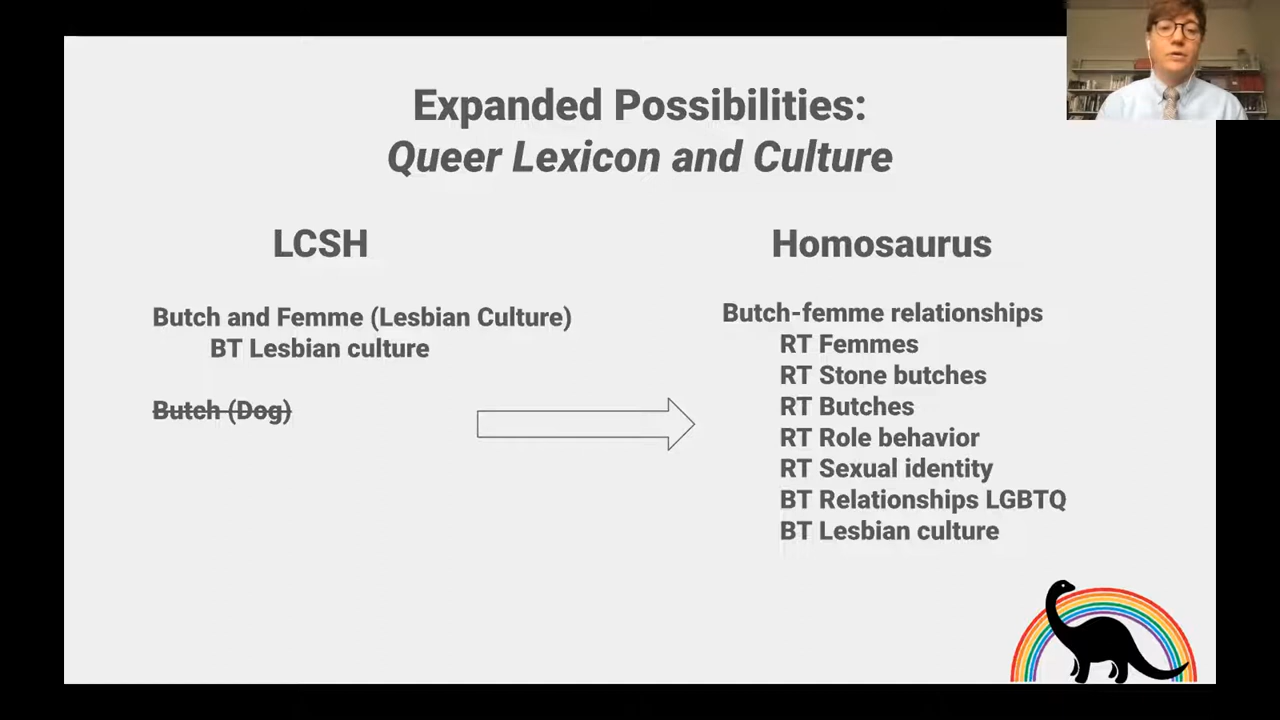 Expanded Possibilities:
Queer Lexicon and Culture
LCSH
Butch and Femme (Lesbian Culture)
BT Lesbian culture
Butch (Dog)
Homosaurus
Butch-femme relationships
RT Femmes
RT Stone butches
RT Butches
RT Role behavior
RT Sexual identity
BT Relationships LGBTQ
BT Lesbian culture